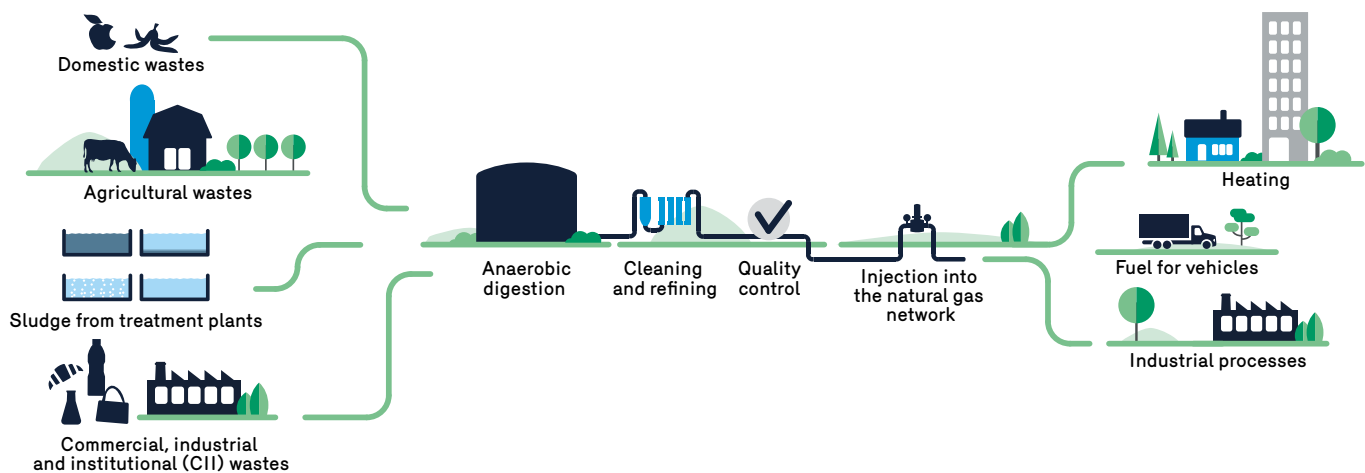 Domestic wastes
Agricultural wastes
Sludge from treatment plants
Commercial, industrial
and institutional (CII) wastes
Anaerobic
digestion
Cleaning
and refining
Quality
control
Injection into
the natural gas
network
Heating
Fuel for vehicles
Industrial processes